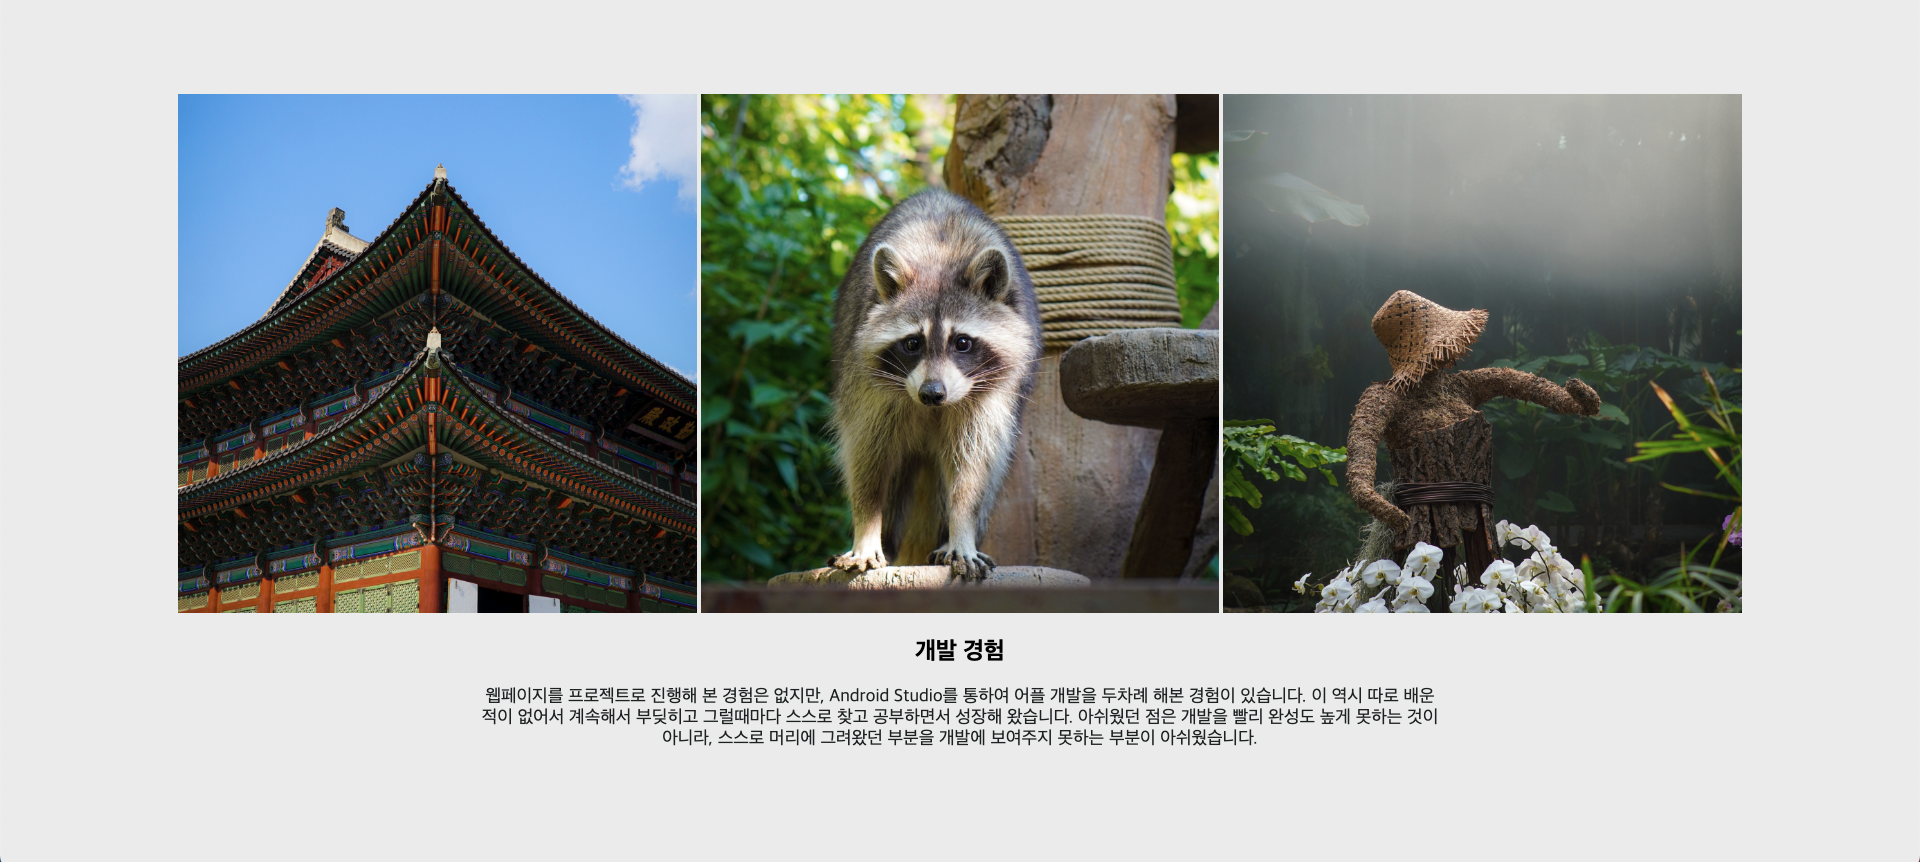 개발 경험
웹페이지를 프로젝트로 진행해 본 경험은 없지만, Android Studio를 통하여 어플 개발을 두차례 해본 경험이 있습니다. 이 역시 따로 배운
적이 없어서 계속해서 부딪히고 그럴때마다 스스로 찾고 공부하면서 성장해 왔습니다. 아쉬웠던 점은 개발을 빨리 완성도 높게 못하는 것이
아니라, 스스로 머리에 그려왔던 부분을 개발에 보여주지 못하는 부분이 아쉬웠습니다.